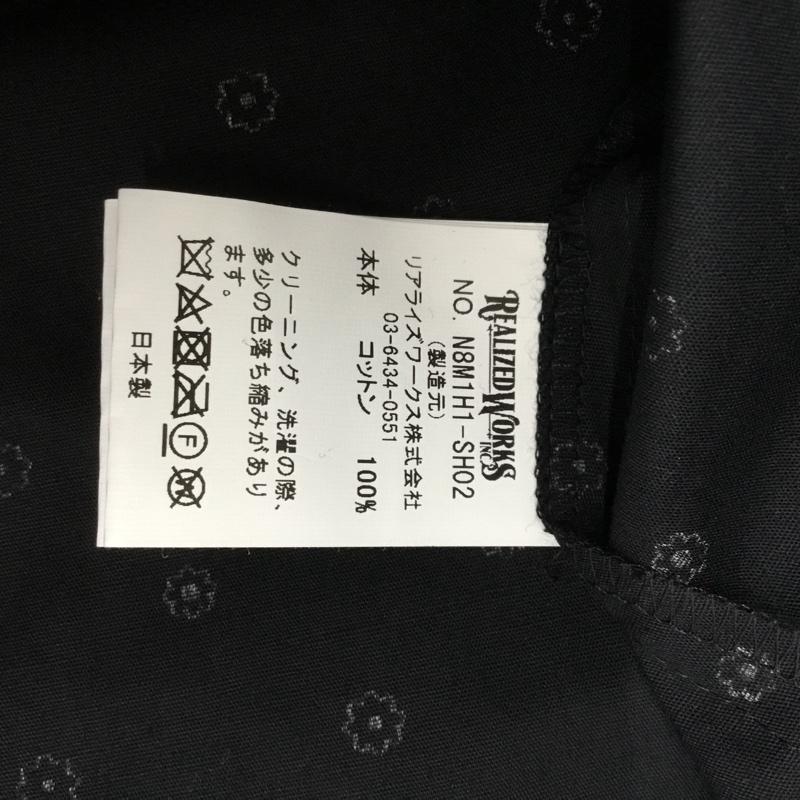 REALIZED WORKS
INC.
NO. N8M1H1-SH02
(製造元)
リアライズワークス株式会社
03-6434-0551
本体 コットン 100%
クリーニング、洗濯の際、
多少の色落ち縮みがあり
ます。
F
W
日本製